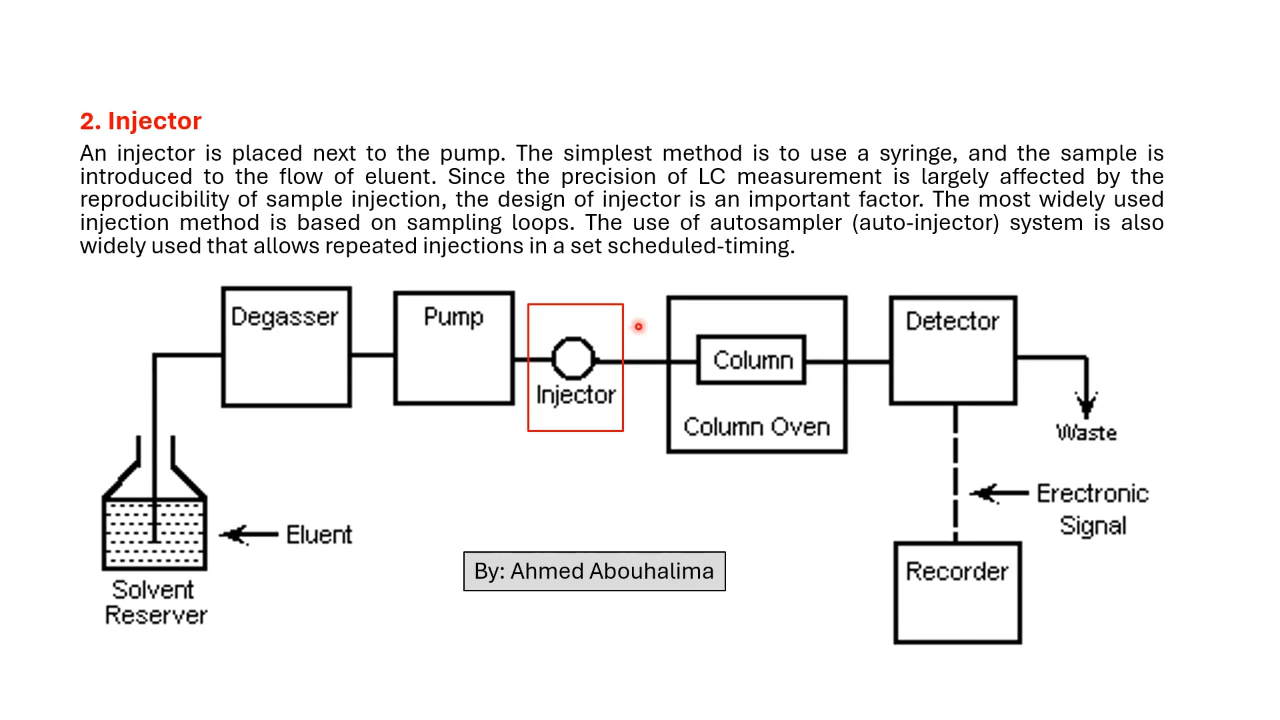 2. Injector
An injector is placed next to the pump. The simplest method is to use a syringe, and the sample is
introduced to the flow of eluent. Since the precision of LC measurement is largely affected by the
reproducibility of sample injection, the design of injector is an important factor. The most widely used
injection method is based on sampling loops. The use of autosampler (auto-injector) system is also
widely used that allows repeated injections in a set scheduled-timing.
Degasser
Pump
Injector
Column
Column Oven
Detector
Waste
Erectronic
Signal
Eluent
Solvent
Reserver
By: Ahmed Abouhalima
Recorder